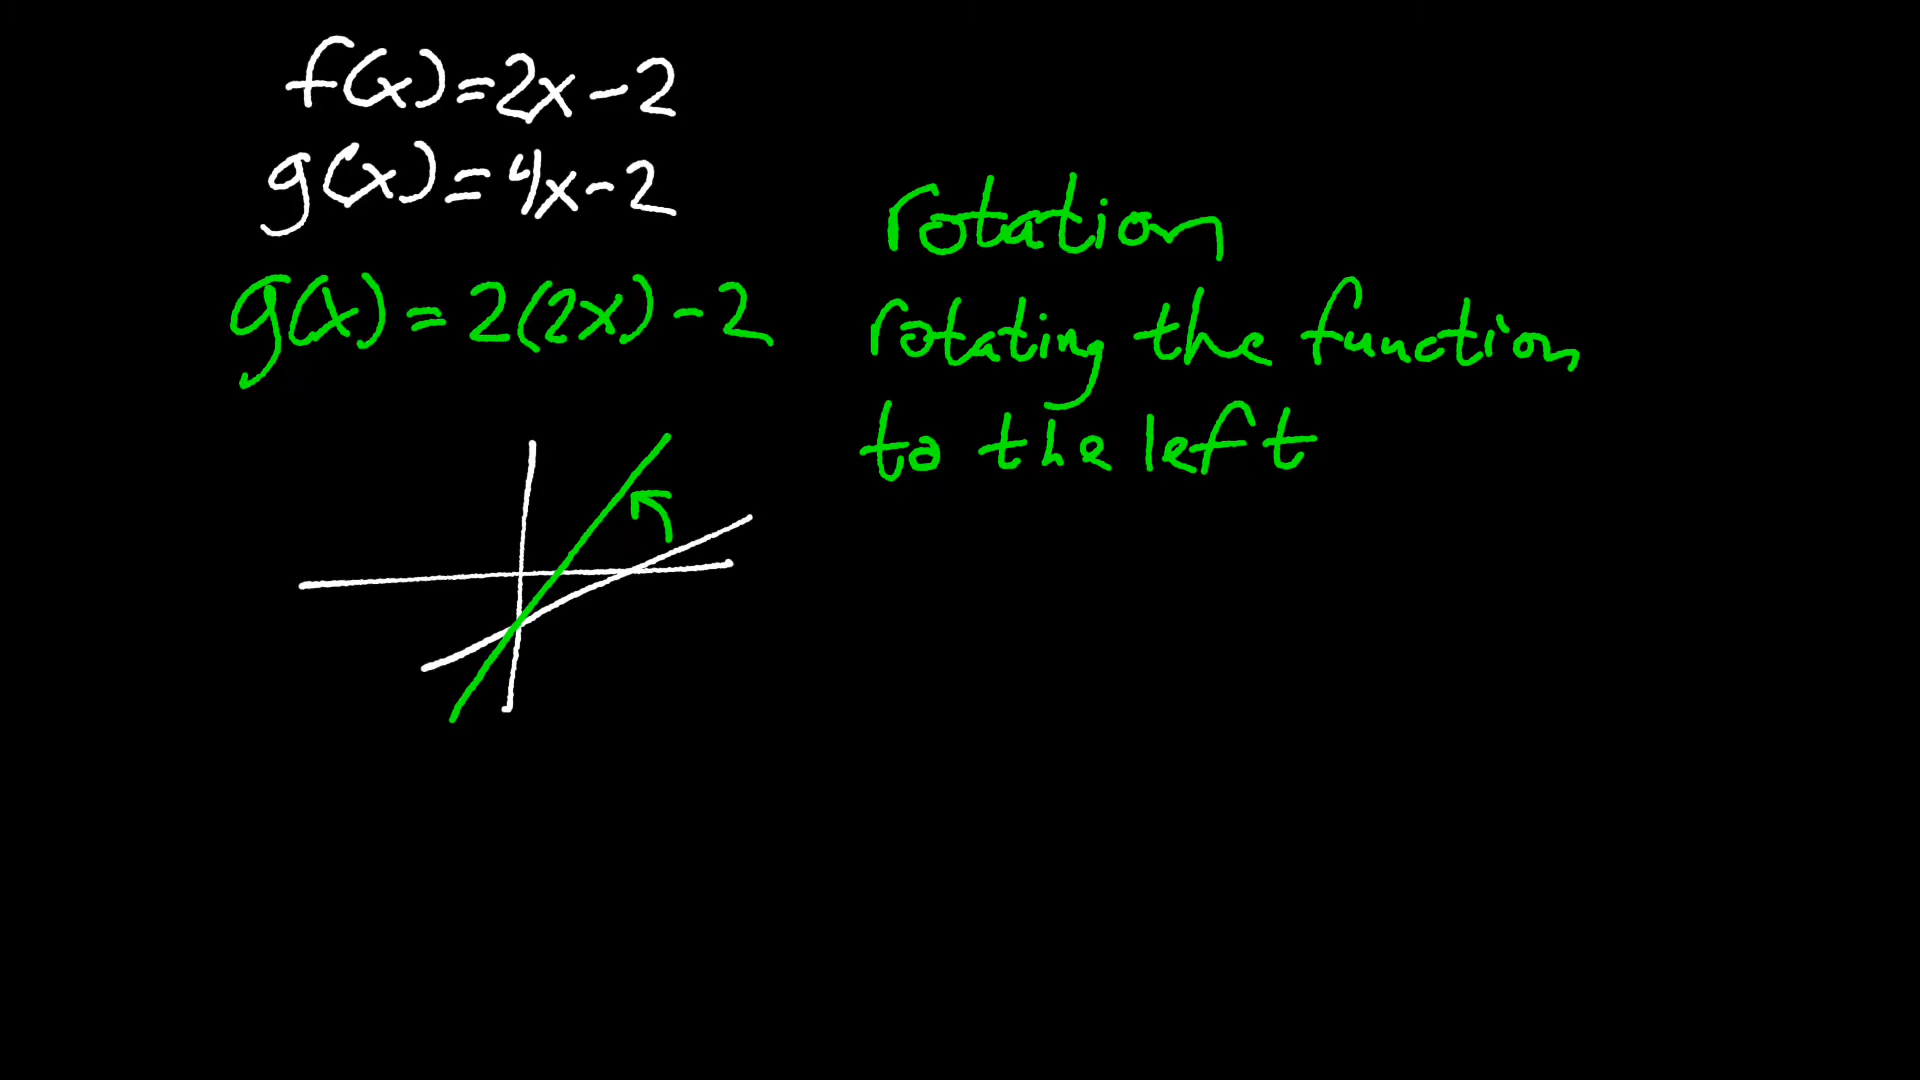 f(x)=2x-2
g(x)=4x-2
g(x)=2(2x)-2
rotation
rotating the function
to the left